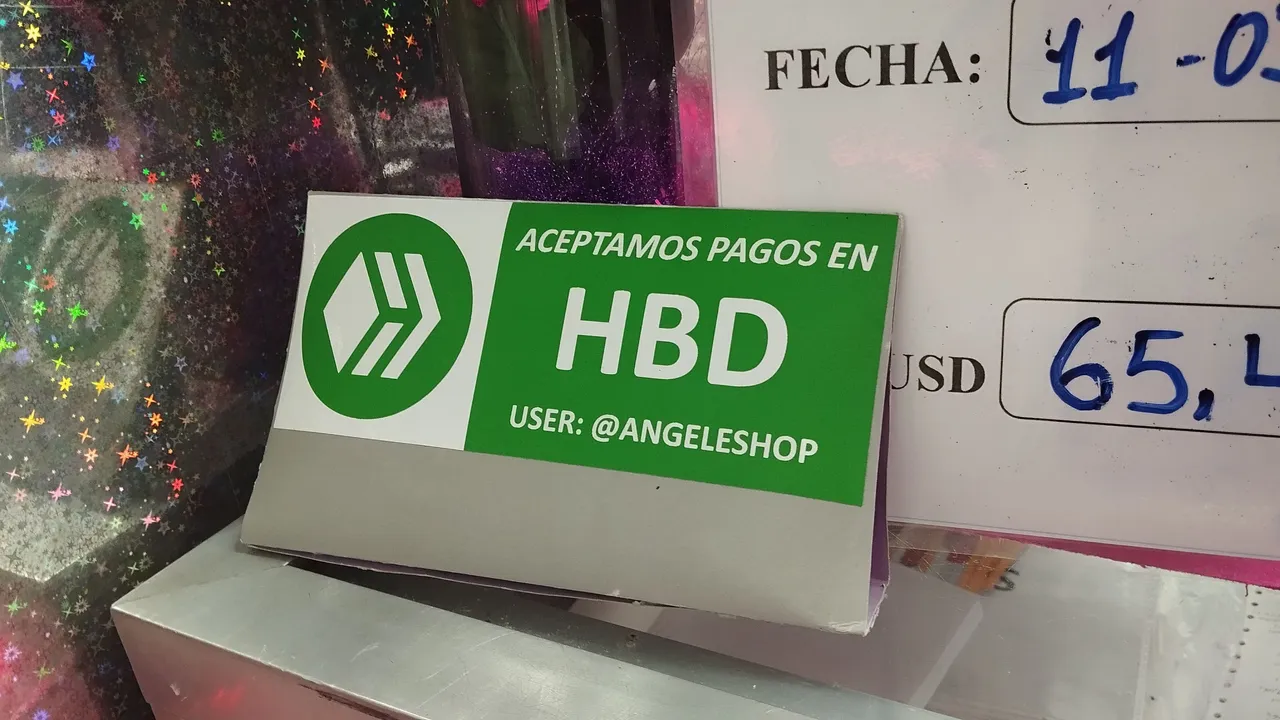 ACEPTAMOS PAGOS EN
HBD
USER: @ANGELESHOP
FECHA: 11-0
USD 65,